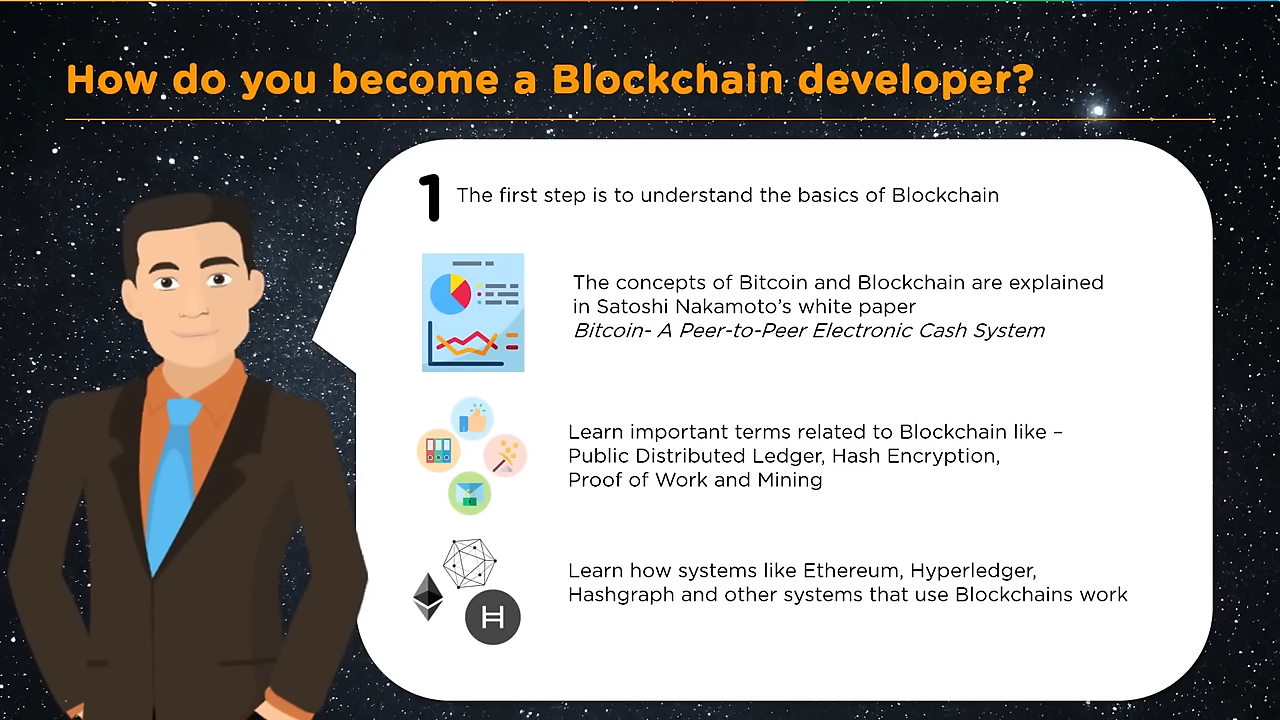 How do you become a Blockchain developer?
1 The first step is to understand the basics of Blockchain
The concepts of Bitcoin and Blockchain are explained
in Satoshi Nakamoto’s white paper
Bitcoin- A Peer-to-Peer Electronic Cash System
Learn important terms related to Blockchain like –
Public Distributed Ledger, Hash Encryption,
Proof of Work and Mining
Learn how systems like Ethereum, Hyperledger,
Hashgraph and other systems that use Blockchains work